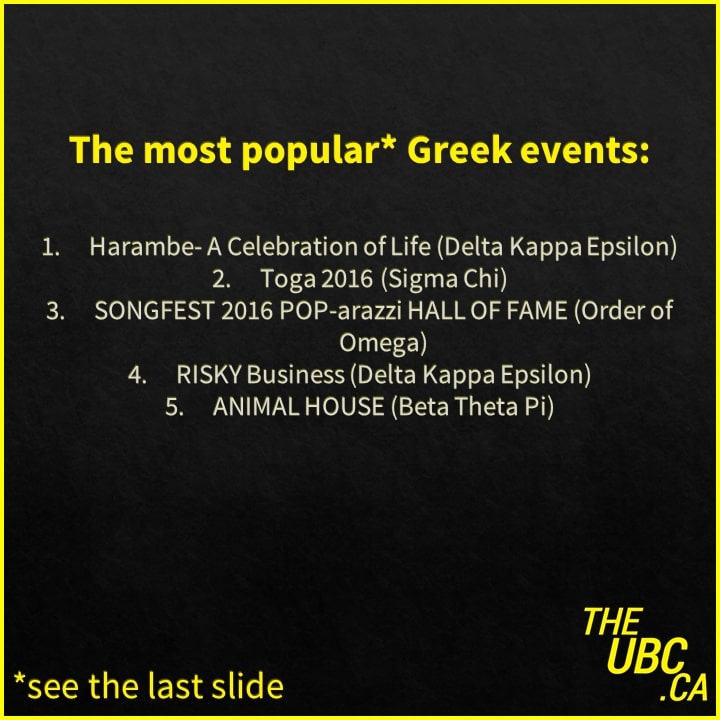 The most popular* Greek events:
1. Harambe- A Celebration of Life (Delta Kappa Epsilon)
2. Toga 2016 (Sigma Chi)
3. SONGFEST 2016 POP-arazzi HALL OF FAME (Order of
Omega)
4. RISKY Business (Delta Kappa Epsilon)
5. ANIMAL HOUSE (Beta Theta Pi)
*see the last slide
THE
UBC
.CA